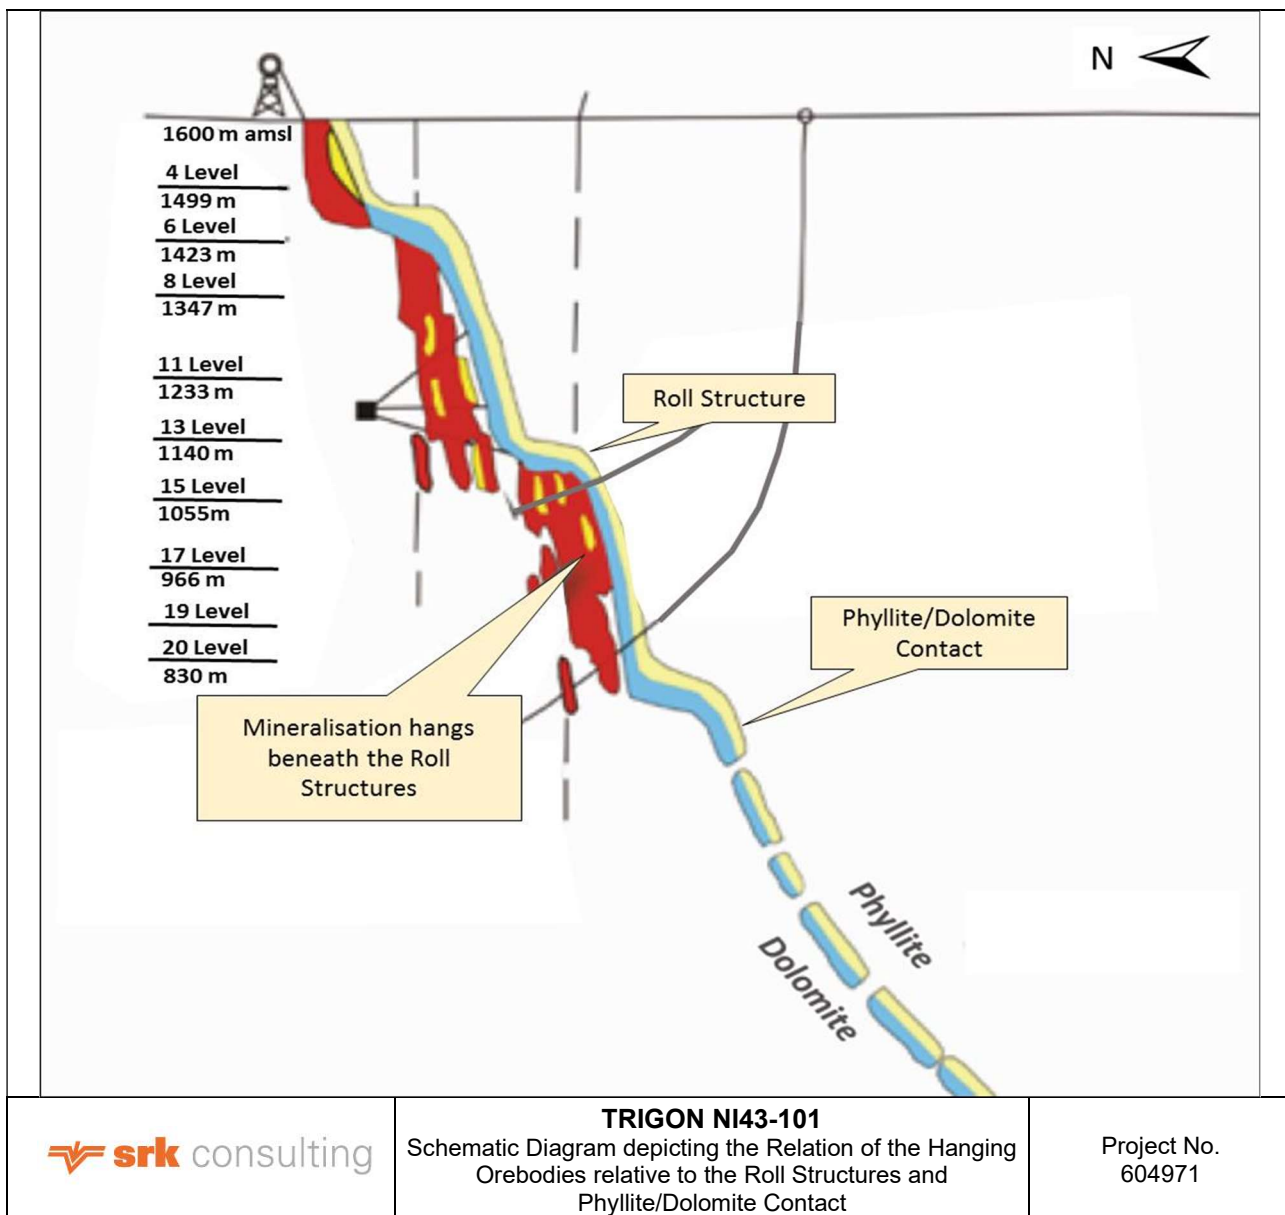 N
1600 m amsl
4 Level
1499 m
6 Level
1423 m
8 Level
1347 m
11 Level
1233 m
13 Level
1140 m
15 Level
1055m
17 Level
966 m
19 Level
20 Level
830 m
Roll Structure
Phyllite/Dolomite
Contact
Mineralisation hangs
beneath the Roll
Structures
Phyllite
Dolomite
srk consulting
TRIGON NI43-101
Schematic Diagram depicting the Relation of the Hanging
Orebodies relative to the Roll Structures and
Phyllite/Dolomite Contact
Project No.
604971